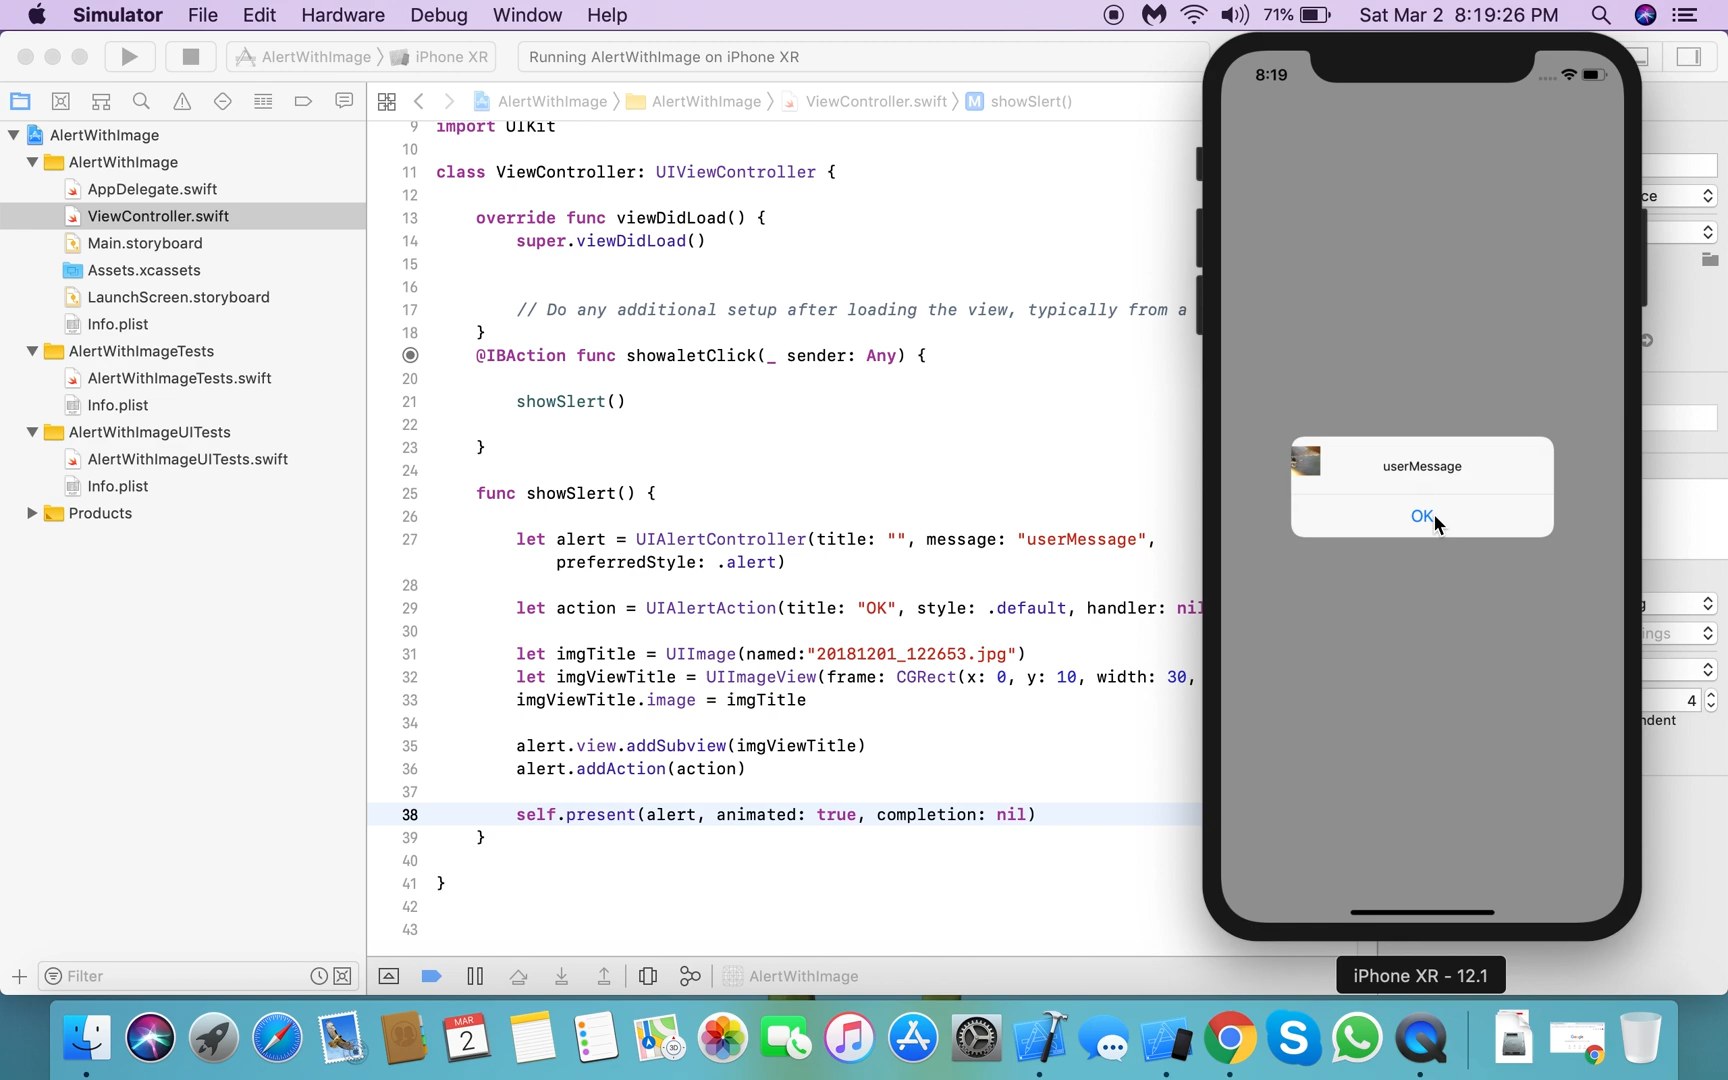 Simulator File Edit Hardware Debug Window Help 71% Sat Mar 2 8:19:26 PM
AlertWithImage iPhone XR Running AlertWithImage on iPhone XR
8:19
AlertWithImage AlertWithImage ViewController.swift M showSlert()
AlertWithImage
AlertWithImage
AppDelegate.swift
ViewController.swift
Main.storyboard
Assets.xcassets
LaunchScreen.storyboard
Info.plist
AlertWithImageTests
AlertWithImageTests.swift
Info.plist
AlertWithImageUITests
AlertWithImageUITests.swift
Info.plist
Products
Filter
9 import UIKit
10
11 class ViewController: UIViewController {
12
13 override func viewDidLoad() {
14 super.viewDidLoad()
15
16
17 // Do any additional setup after loading the view, typically from a
18 }
@IBAction func showaletClick(_ sender: Any) {
20
21 showSlert()
22
23 }
24
25 func showSlert() {
26
27 let alert = UIAlertController(title: "", message: "userMessage",
preferredStyle: .alert)
28
29 let action = UIAlertAction(title: "OK", style: .default, handler: nil
30
31 let imgTitle = UIImage(named:"20181201_122653.jpg")
32 let imgViewTitle = UIImageView(frame: CGRect(x: 0, y: 10, width: 30,
33 imgViewTitle.image = imgTitle
34
35 alert.view.addSubview(imgViewTitle)
36 alert.addAction(action)
37
38 self.present(alert, animated: true, completion: nil)
39 }
40
41 }
42
43
AlertWithImage
userMessage
OK
ce
ings
4
ndent
iPhone XR - 12.1
MAR
2
3D